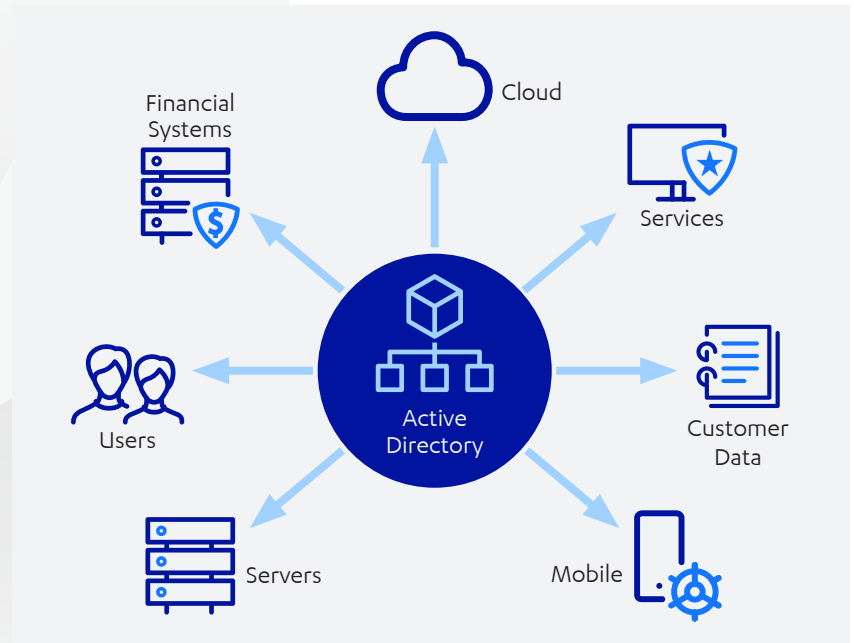 Cloud
Financial
Systems
$
Services
Active
Directory
Users
Customer
Data
Servers
Mobile